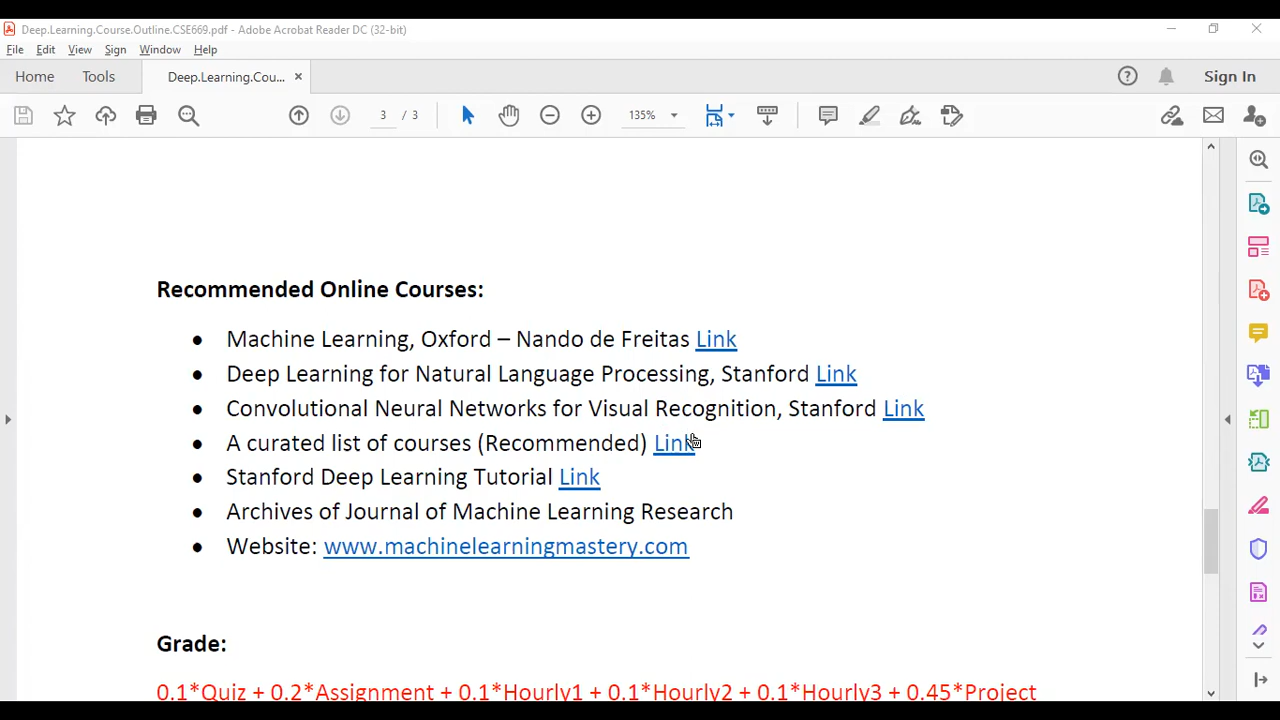 Deep.Learning.Course.Outline.CSE669.pdf - Adobe Acrobat Reader DC (32-bit)
File Edit View Sign Window Help
Home Tools Deep.Learning.Cou... × Sign In
3 / 3 135%
Recommended Online Courses:
● Machine Learning, Oxford – Nando de Freitas Link
● Deep Learning for Natural Language Processing, Stanford Link
● Convolutional Neural Networks for Visual Recognition, Stanford Link
● A curated list of courses (Recommended) Link
● Stanford Deep Learning Tutorial Link
● Archives of Journal of Machine Learning Research
● Website: www.machinelearningmastery.com
Grade:
0.1*Quiz + 0.2*Assignment + 0.1*Hourly1 + 0.1*Hourly2 + 0.1*Hourly3 + 0.45*Project